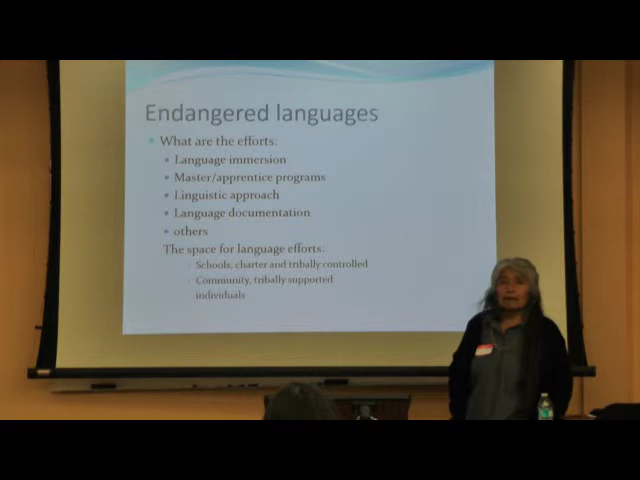 Endangered languages
What are the efforts:
Language immersion
Master/apprentice programs
Linguistic approach
Language documentation
others
The space for language efforts:
Schools, charter and tribally controlled
Community, tribally supported
individuals